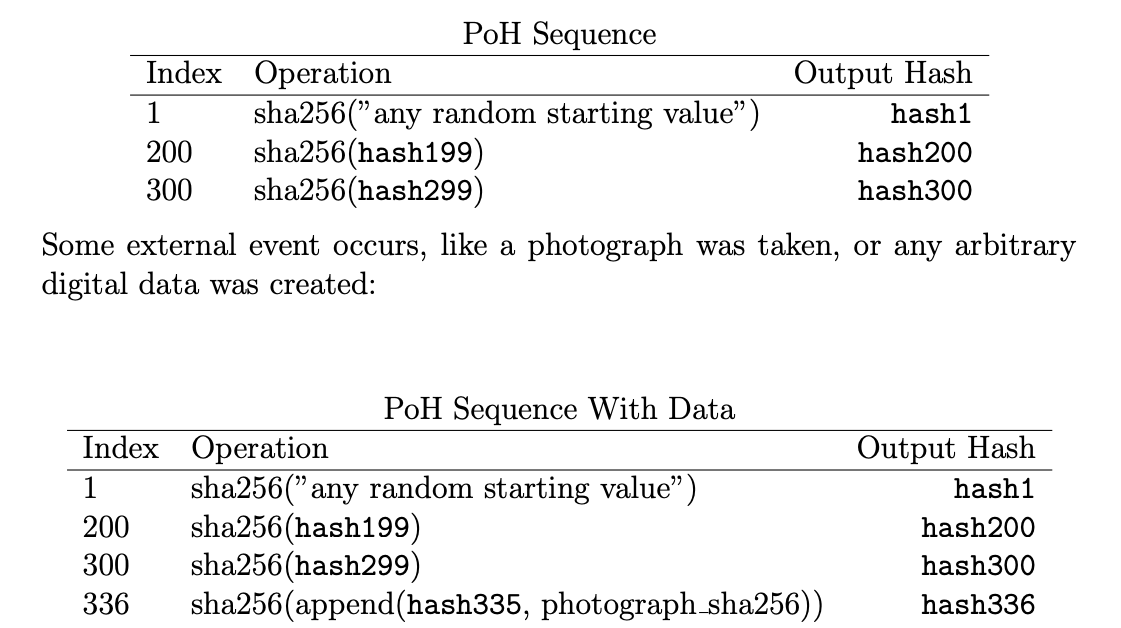 PoH Sequence
Index Operation Output Hash
1 sha256(”any random starting value”) hash1
200 sha256(hash199) hash200
300 sha256(hash299) hash300
Some external event occurs, like a photograph was taken, or any arbitrary
digital data was created:
PoH Sequence With Data
Index Operation Output Hash
1 sha256(”any random starting value”) hash1
200 sha256(hash199) hash200
300 sha256(hash299) hash300
336 sha256(append(hash335, photograph_sha256)) hash336